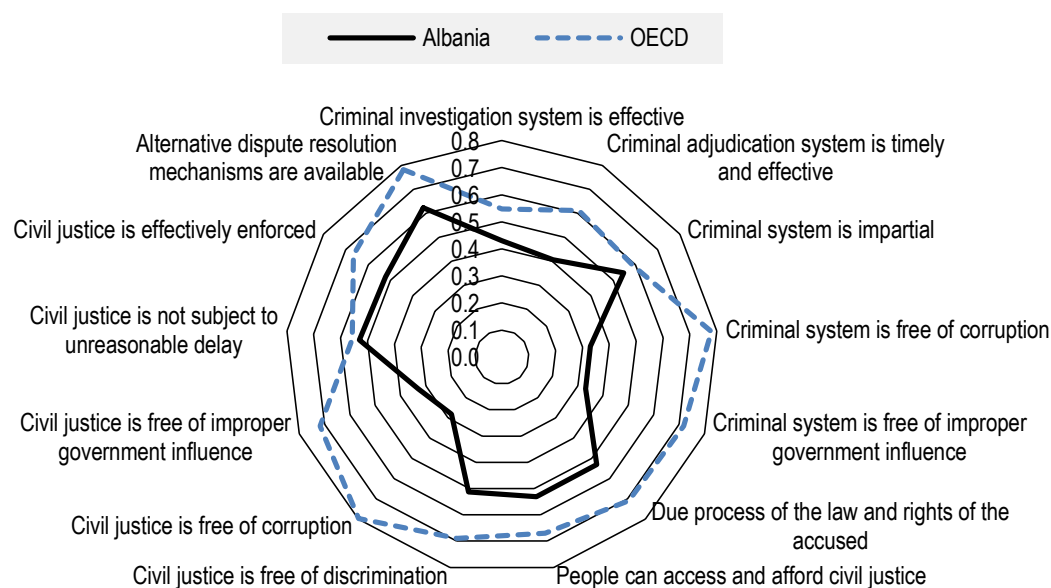 Albania
OECD
Criminal investigation system is effective
Criminal adjudication system is timely
and effective
Criminal system is impartial
Criminal system is free of corruption
Criminal system is free of improper
government influence
Due process of the law and rights of the
accused
People can access and afford civil justice
Civil justice is free of discrimination
Civil justice is free of corruption
Civil justice is free of improper
government influence
Civil justice is not subject to
unreasonable delay
Civil justice is effectively enforced
Alternative dispute resolution
mechanisms are available
0.8
0.7
0.6
0.5
0.4
0.3
0.2
0.1
0.0